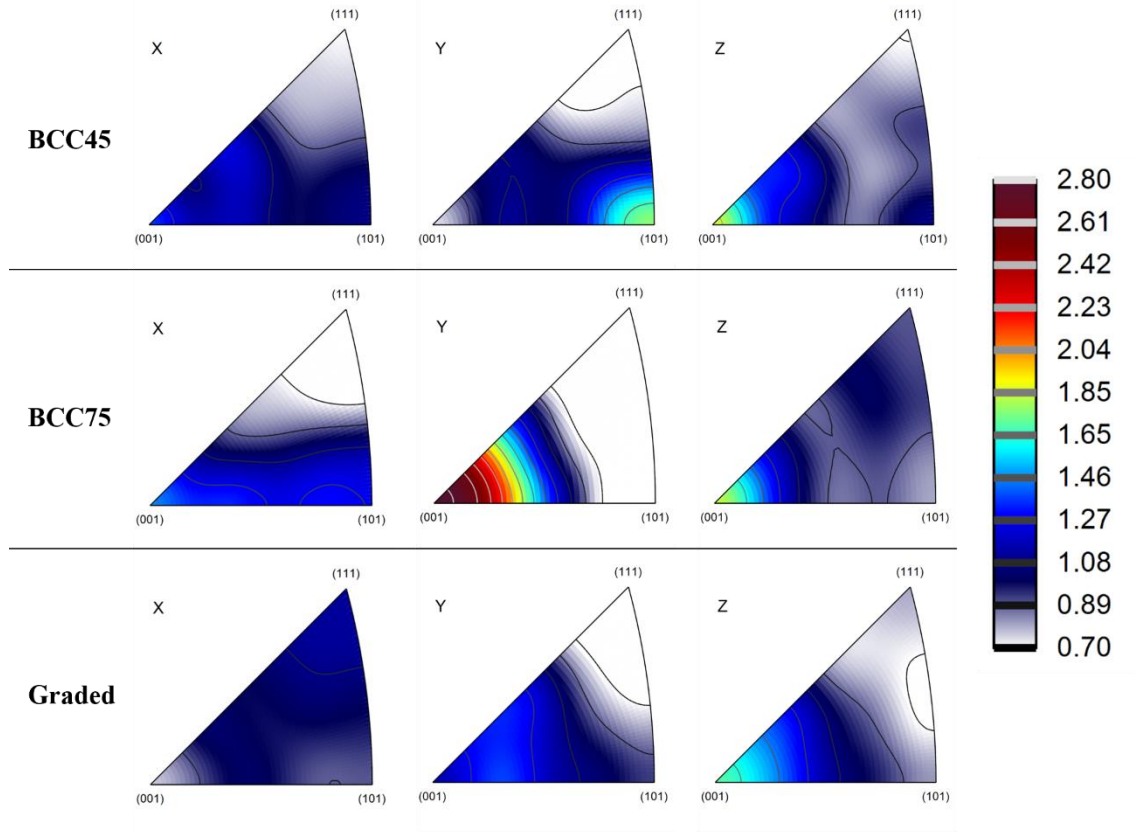 (111) (111) (111)
X Y Z
BCC45
(001) (101) (001) (101) (001) (101)
(111) (111) (111)
X Y Z
BCC75
(001) (101) (001) (101) (001) (101)
(111) (111) (111)
X Y Z
Graded
(001) (101) (001) (101) (001) (101)
2.80
2.61
2.42
2.23
2.04
1.85
1.65
1.46
1.27
1.08
0.89
0.70